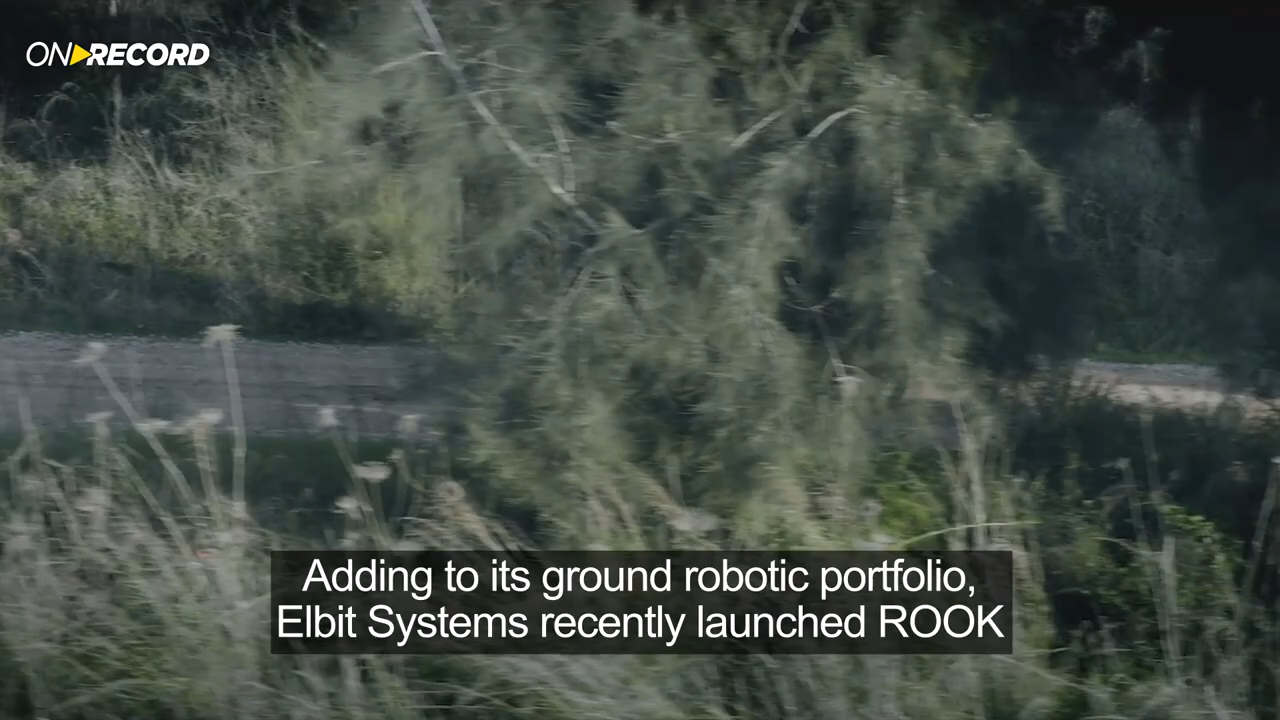 ON RECORD
Adding to its ground robotic portfolio,
Elbit Systems recently launched ROOK